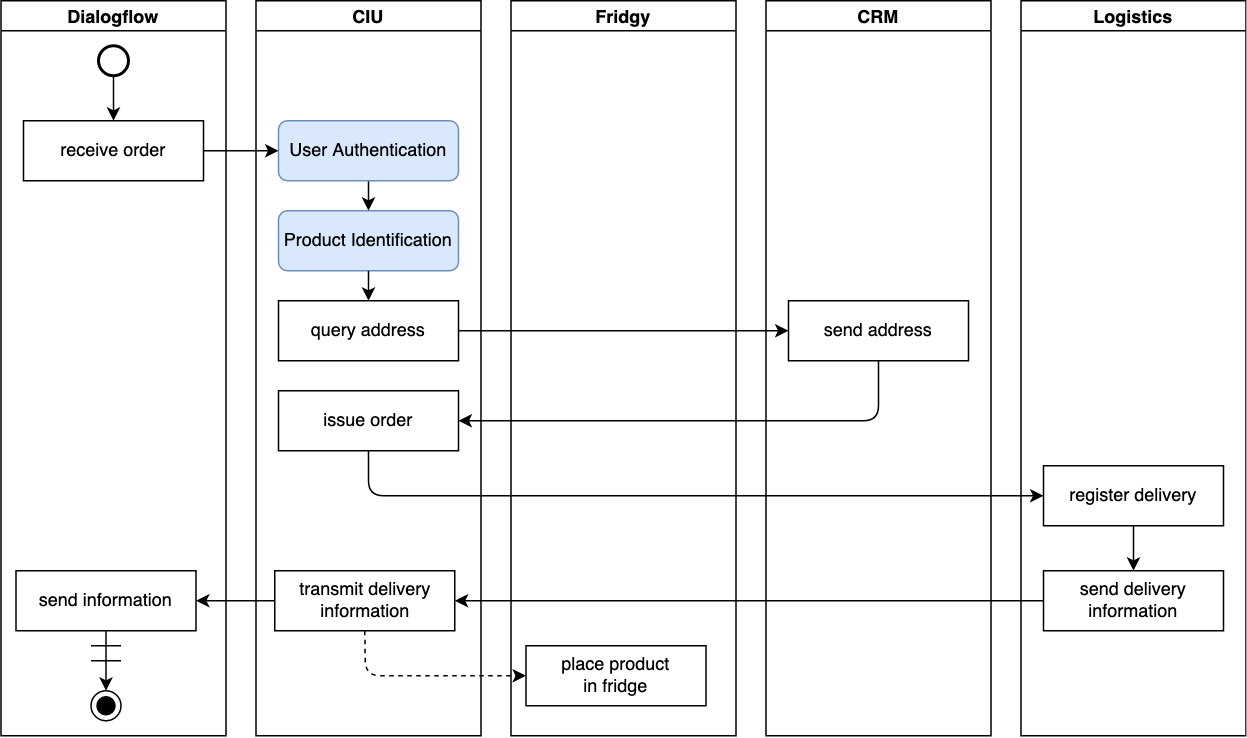 Dialogflow
CIU
Fridgy
CRM
Logistics
receive order
User Authentication
Product Identification
query address
send address
issue order
register delivery
send information
transmit delivery
information
send delivery
information
place product
in fridge